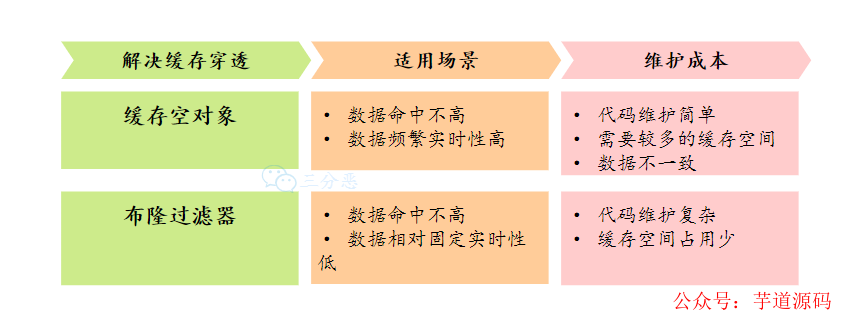 解决缓存穿透
适用场景
维护成本
缓存空对象
• 数据命中不高
• 数据频繁实时性高
• 代码维护简单
• 需要较多的缓存空间
• 数据不一致
三分恶
布隆过滤器
• 数据命中不高
• 数据相对固定实时性
低
• 代码维护复杂
• 缓存空间占用少
公众号：芋道源码